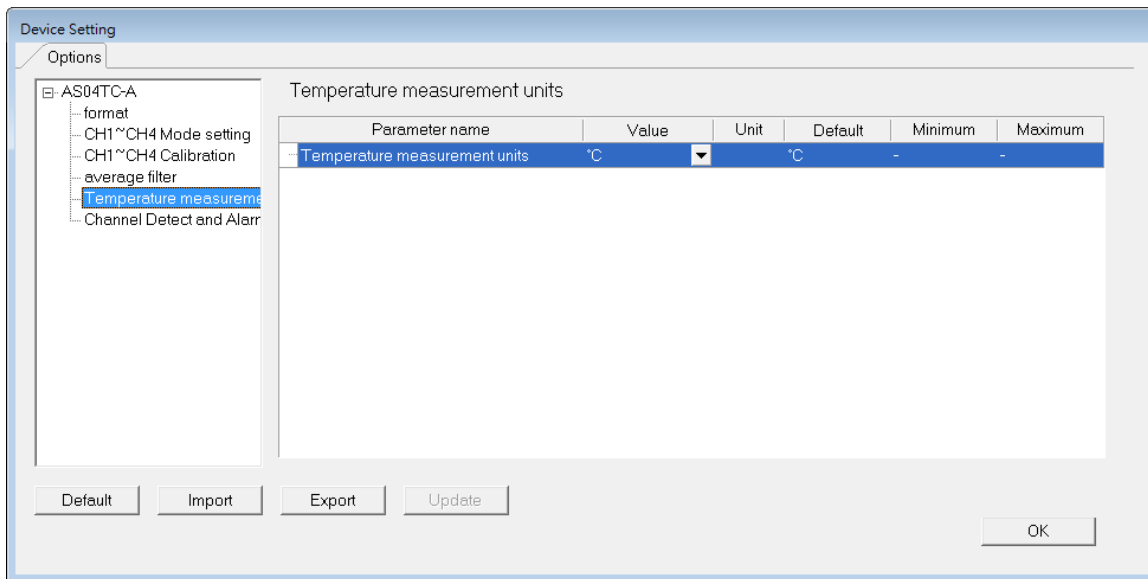 Device Setting
Options
AS04TC-A
format
CH1~CH4 Mode setting
CH1~CH4 Calibration
average filter
Temperature measureme
Channel Detect and Alarr
Temperature measurement units
Parameter name Value Unit Default Minimum Maximum
Temperature measurement units °C °C - -
Default Import Export Update
OK